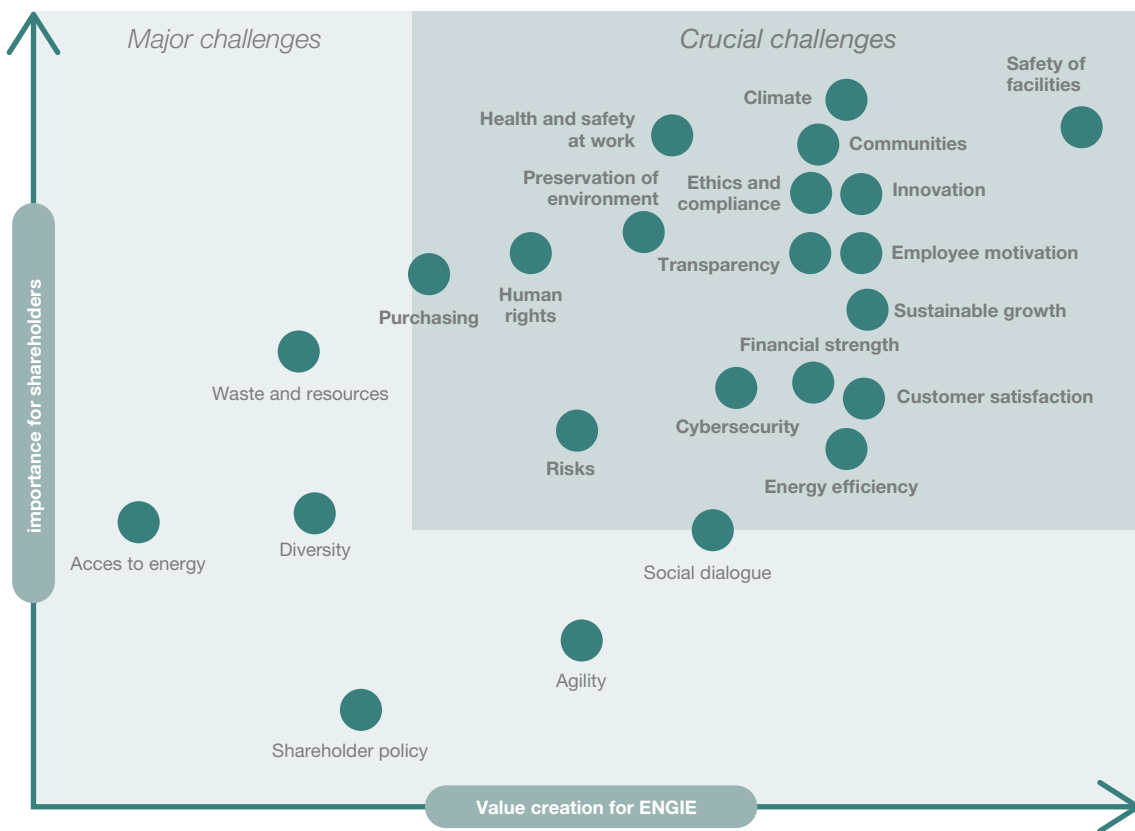 Major challenges
Crucial challenges
Safety of
facilities
Climate
Health and safety
at work
Communities
Preservation of
environment
Ethics and
compliance
Innovation
Transparency
Employee motivation
Human
rights
Purchasing
Sustainable growth
Financial strength
Waste and resources
Customer satisfaction
Cybersecurity
Risks
Energy efficiency
importance for shareholders
Diversity
Acces to energy
Social dialogue
Agility
Shareholder policy
Value creation for ENGIE